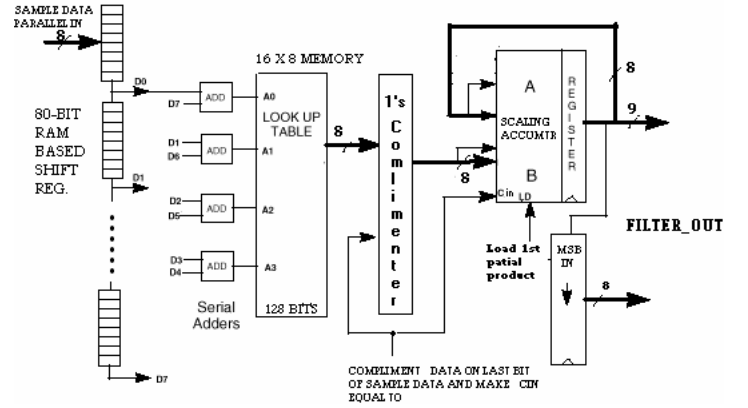 SAMPLE DATA
PARALLEL IN
8
80-BIT
RAM
BASED
SHIFT
REG.
D0
D1
D7
D7
ADD
D1
D6
ADD
D2
D5
ADD
D3
D4
ADD
Serial
Adders
16 X 8 MEMORY
A0
LOOK UP
TABLE
A1
A2
A3
128 BITS
8
1's Complimenter
8
A
SCALING
ACCUMTR
B
Cin
LD
REGISTER
8
9
Load 1st
patial
product
FILTER_OUT
MSB
IN
8
COMPLIMENT DATA ON LAST BIT
OF SAMPLE DATA AND MAKE CIN
EQUAL TO